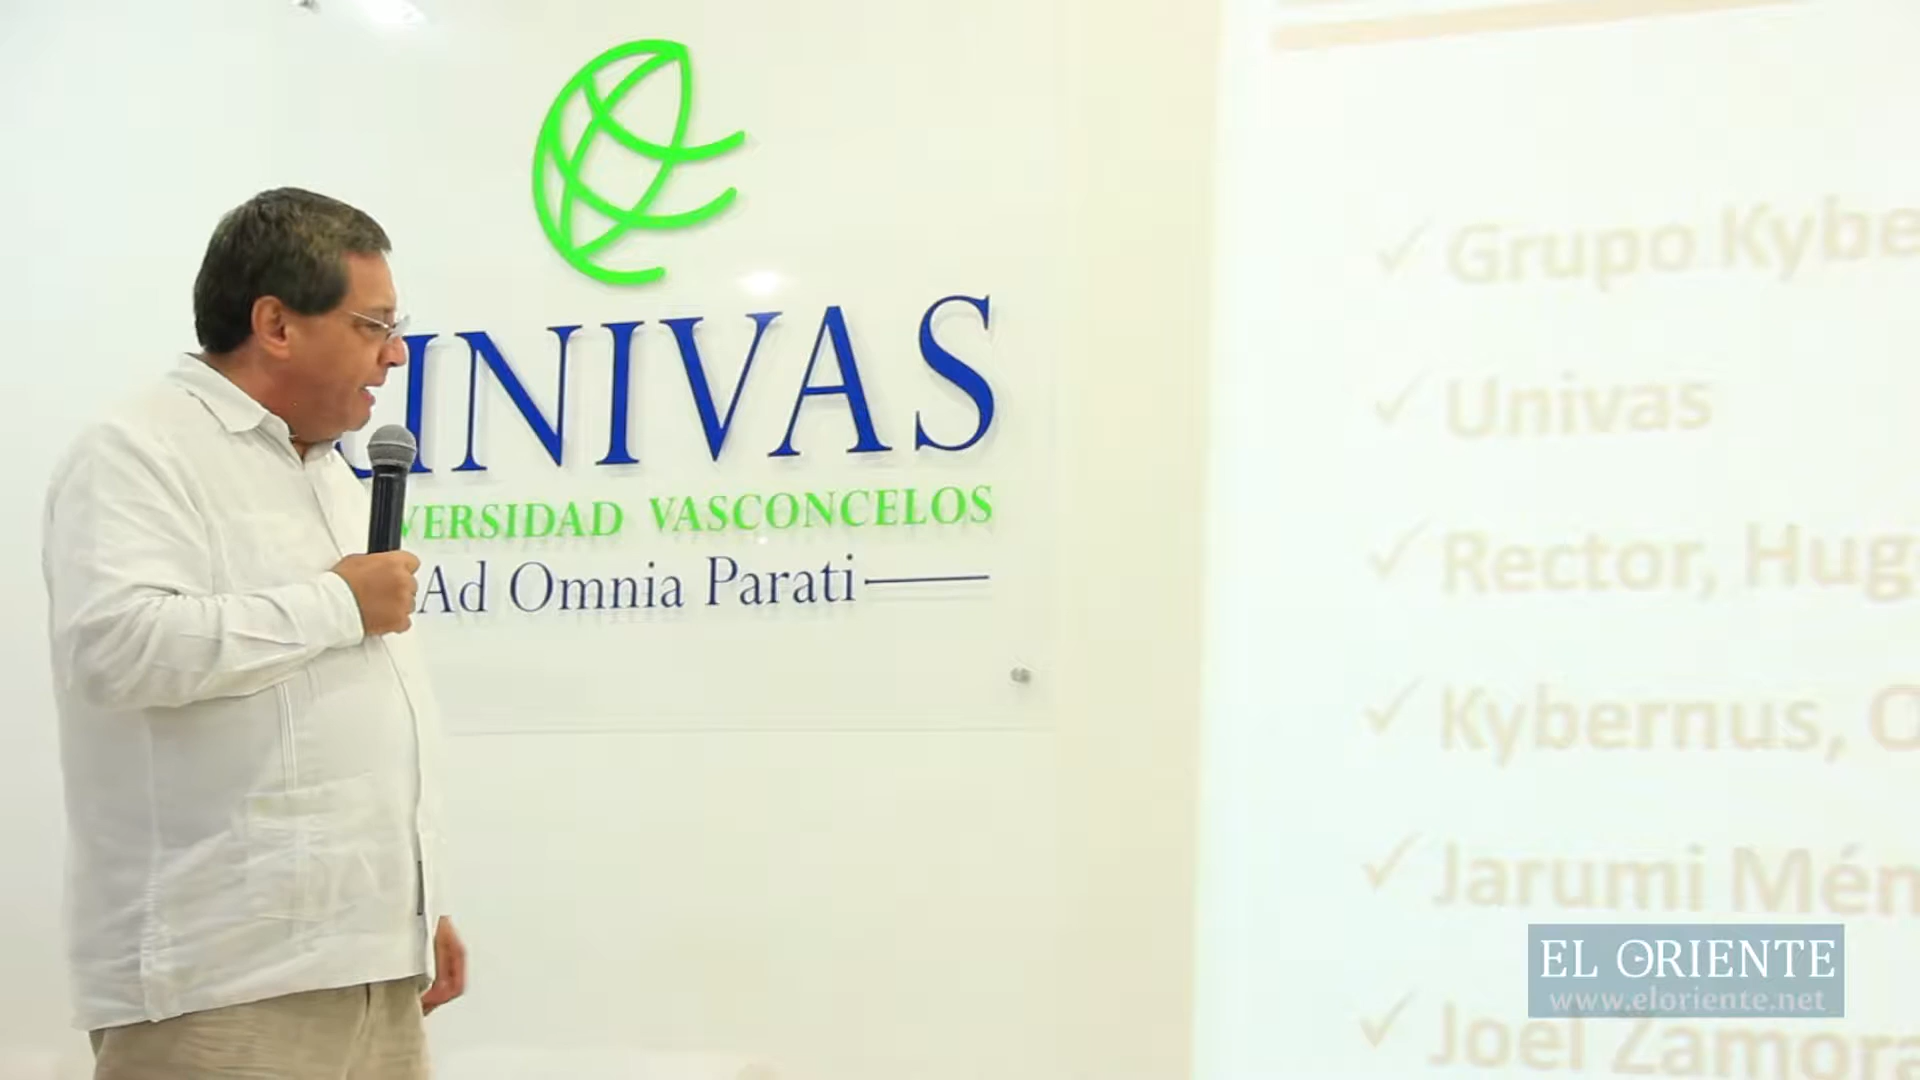 UNIVAS
VERSIDAD VASCONCELOS
Ad Omnia Parati
Grupo Kybe
Univas
Rector, Hug
Kybernus, O
Jarumi Mén
Joel Zamora
EL ORIENTE
www.eloriente.net